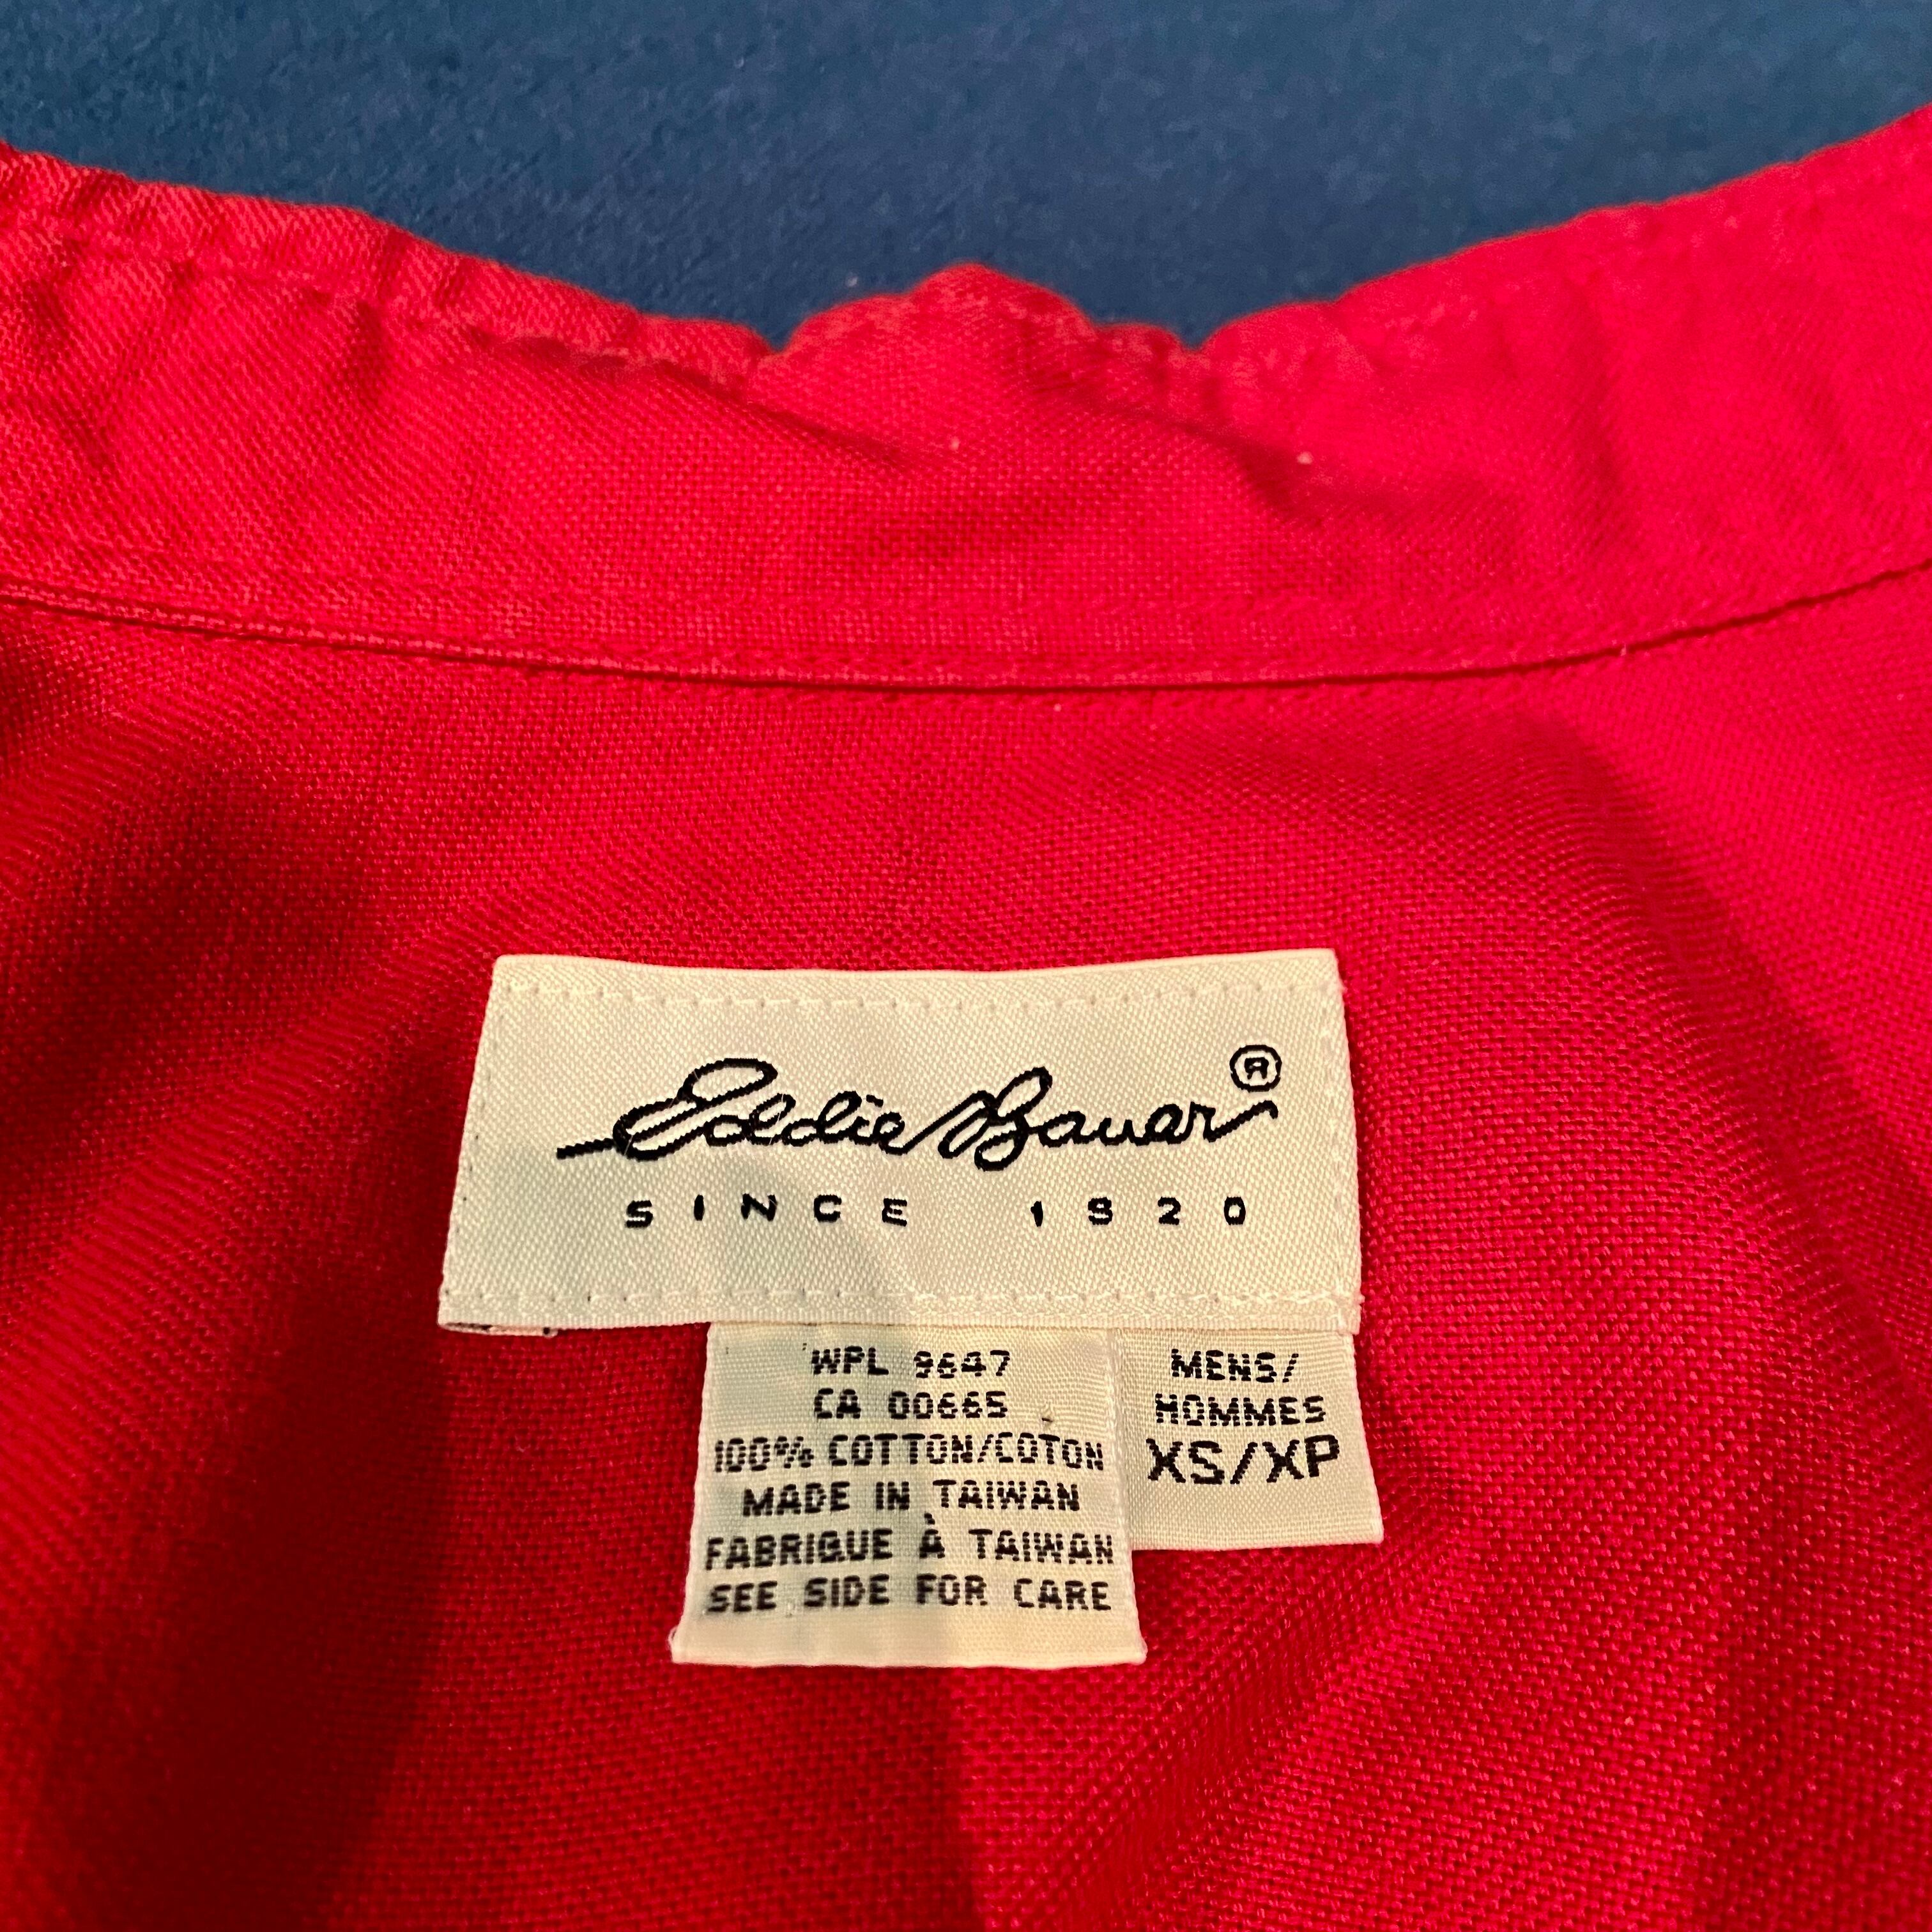 Eddie Bauer®
SINCE 1920
WPL 9647
CA 00665
100% COTTON/COTON
MADE IN TAIWAN
FABRIQUE À TAIWAN
SEE SIDE FOR CARE
MENS/
HOMMES
XS/XP